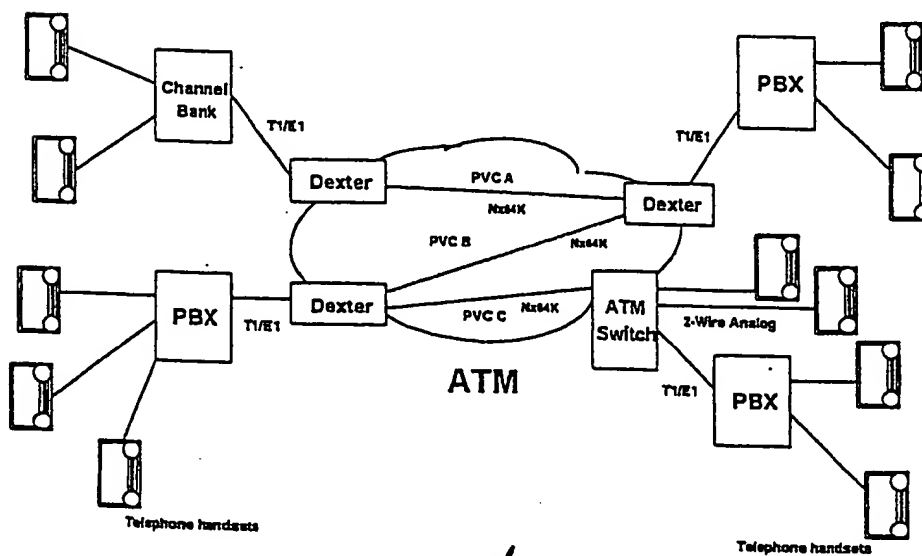 Channel
Bank
T1/E1
PBX
T1/E1
Dexter
PVC A
Nx64K
Dexter
PVC B
Nx64K
PBX
T1/E1
Dexter
PVC C
Nx64K
ATM
Switch
2-Wire Analog
ATM
T1/E1
PBX
Telephone handsets
Telephone handsets